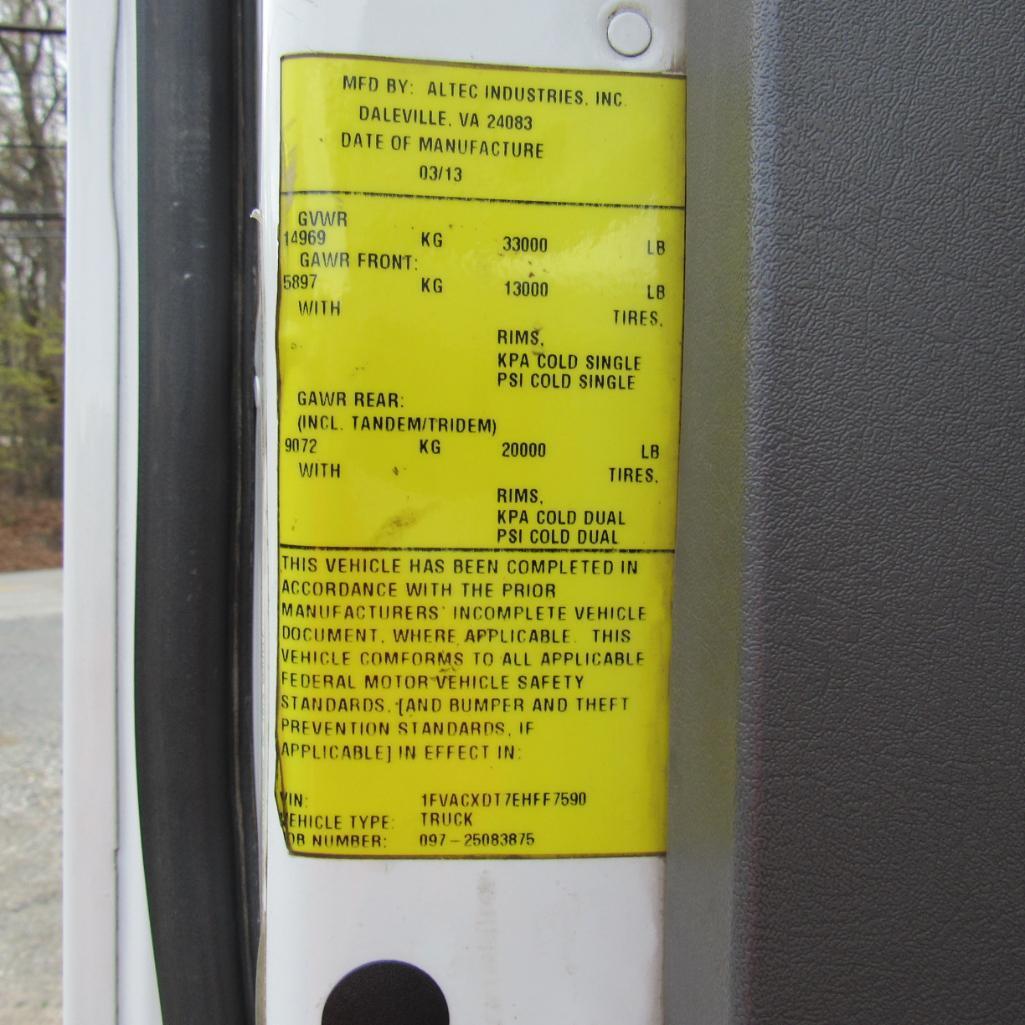 MFD BY: ALTEC INDUSTRIES, INC.
DALEVILLE, VA 24083
DATE OF MANUFACTURE
03/13
GVWR
14969 KG 33000 LB
GAWR FRONT:
5897 KG 13000 LB
WITH TIRES,
RIMS,
KPA COLD SINGLE
PSI COLD SINGLE
GAWR REAR:
(INCL. TANDEM/TRIDEM)
9072 KG 20000 LB
WITH TIRES,
RIMS,
KPA COLD DUAL
PSI COLD DUAL
THIS VEHICLE HAS BEEN COMPLETED IN
ACCORDANCE WITH THE PRIOR
MANUFACTURERS' INCOMPLETE VEHICLE
DOCUMENT, WHERE APPLICABLE. THIS
VEHICLE COMFORMS TO ALL APPLICABLE
FEDERAL MOTOR VEHICLE SAFETY
STANDARDS, [AND BUMPER AND THEFT
PREVENTION STANDARDS, IF
APPLICABLE] IN EFFECT IN:
VIN: 1FVACXDT7EHFF7590
VEHICLE TYPE: TRUCK
NUMBER: 097-25083875